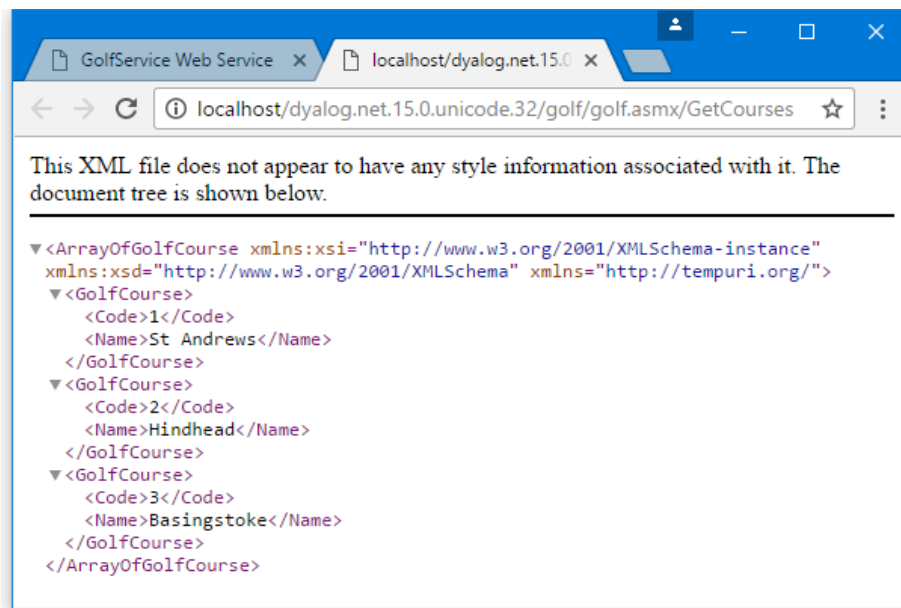 GolfService Web Service
localhost/dyalog.net.15.0
localhost/dyalog.net.15.0.unicode.32/golf/golf.asmx/GetCourses
This XML file does not appear to have any style information associated with it. The
document tree is shown below.
<ArrayOfGolfCourse xmlns:xsi="http://www.w3.org/2001/XMLSchema-instance"
xmlns:xsd="http://www.w3.org/2001/XMLSchema" xmlns="http://tempuri.org/">
<GolfCourse>
<Code>1</Code>
<Name>St Andrews</Name>
</GolfCourse>
<GolfCourse>
<Code>2</Code>
<Name>Hindhead</Name>
</GolfCourse>
<GolfCourse>
<Code>3</Code>
<Name>Basingstoke</Name>
</GolfCourse>
</ArrayOfGolfCourse>